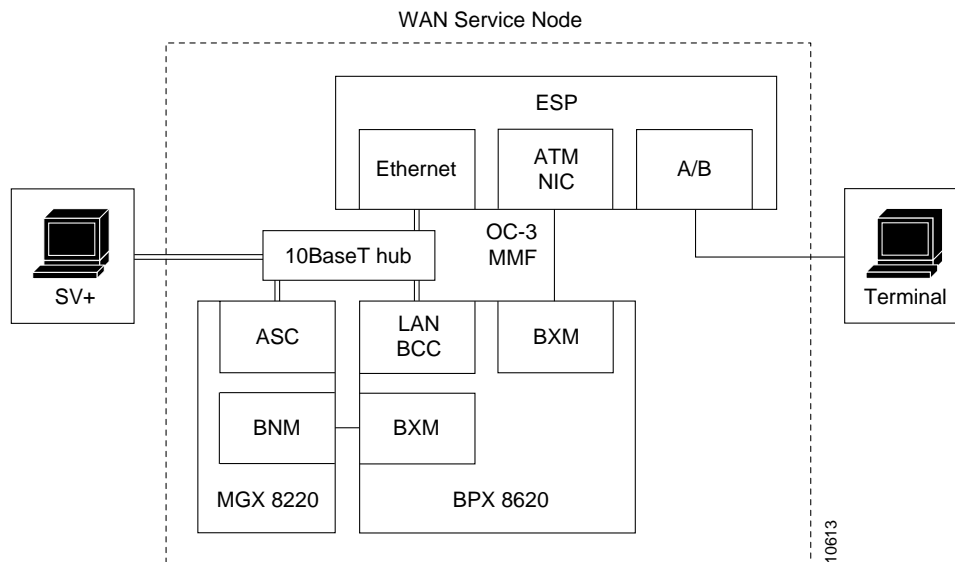 WAN Service Node
ESP
Ethernet
ATM
NIC
A/B
OC-3
MMF
10BaseT hub
SV+
Terminal
ASC
LAN
BCC
BXM
BNM
BXM
MGX 8220
BPX 8620
10613